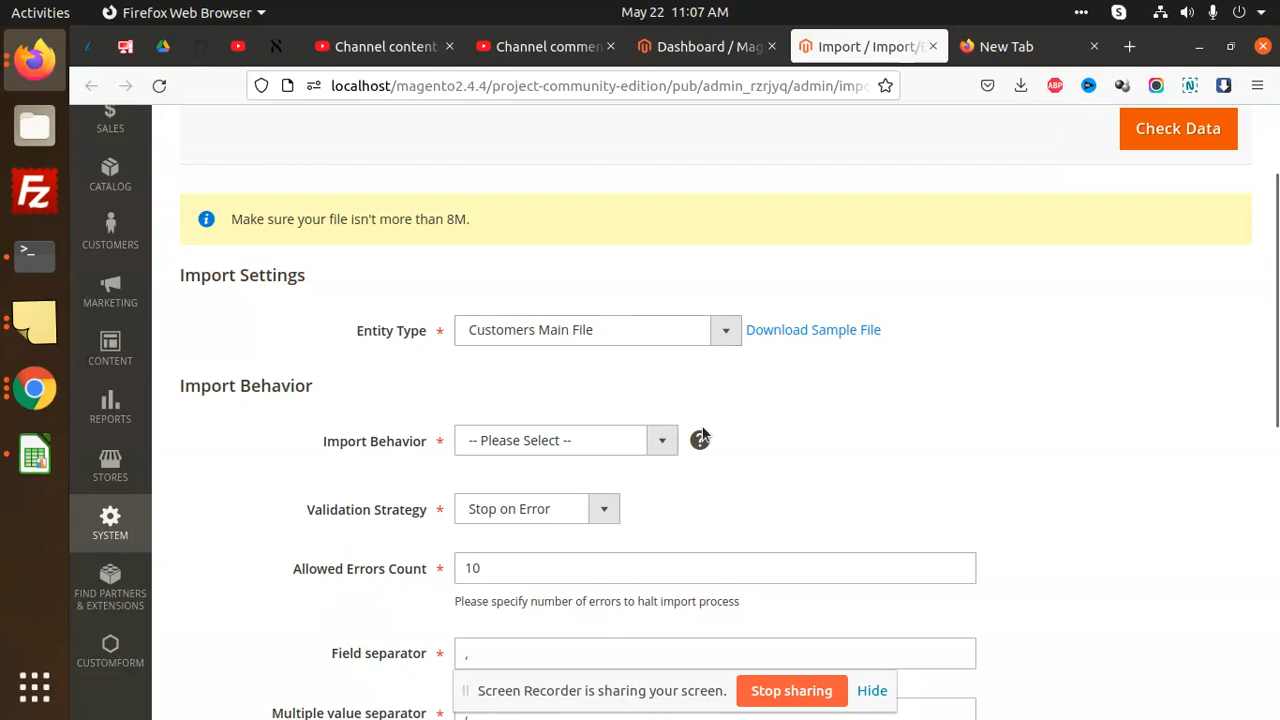 Activities
Firefox Web Browser
May 22 11:07 AM
Channel content
Channel commen
Dashboard / Mag
Import / Import/E
New Tab
localhost/magento2.4.4/project-community-edition/pub/admin_rzrjyq/admin/impo
ABP
N
SALES
CATALOG
CUSTOMERS
MARKETING
CONTENT
REPORTS
STORES
SYSTEM
FIND PARTNERS
& EXTENSIONS
CUSTOMFORM
Check Data
Make sure your file isn't more than 8M.
Import Settings
Entity Type *
Customers Main File
Download Sample File
Import Behavior
Import Behavior *
-- Please Select --
?
Validation Strategy *
Stop on Error
Allowed Errors Count *
10
Please specify number of errors to halt import process
Field separator *
,
Screen Recorder is sharing your screen.
Stop sharing
Hide
Multiple value separator *
,